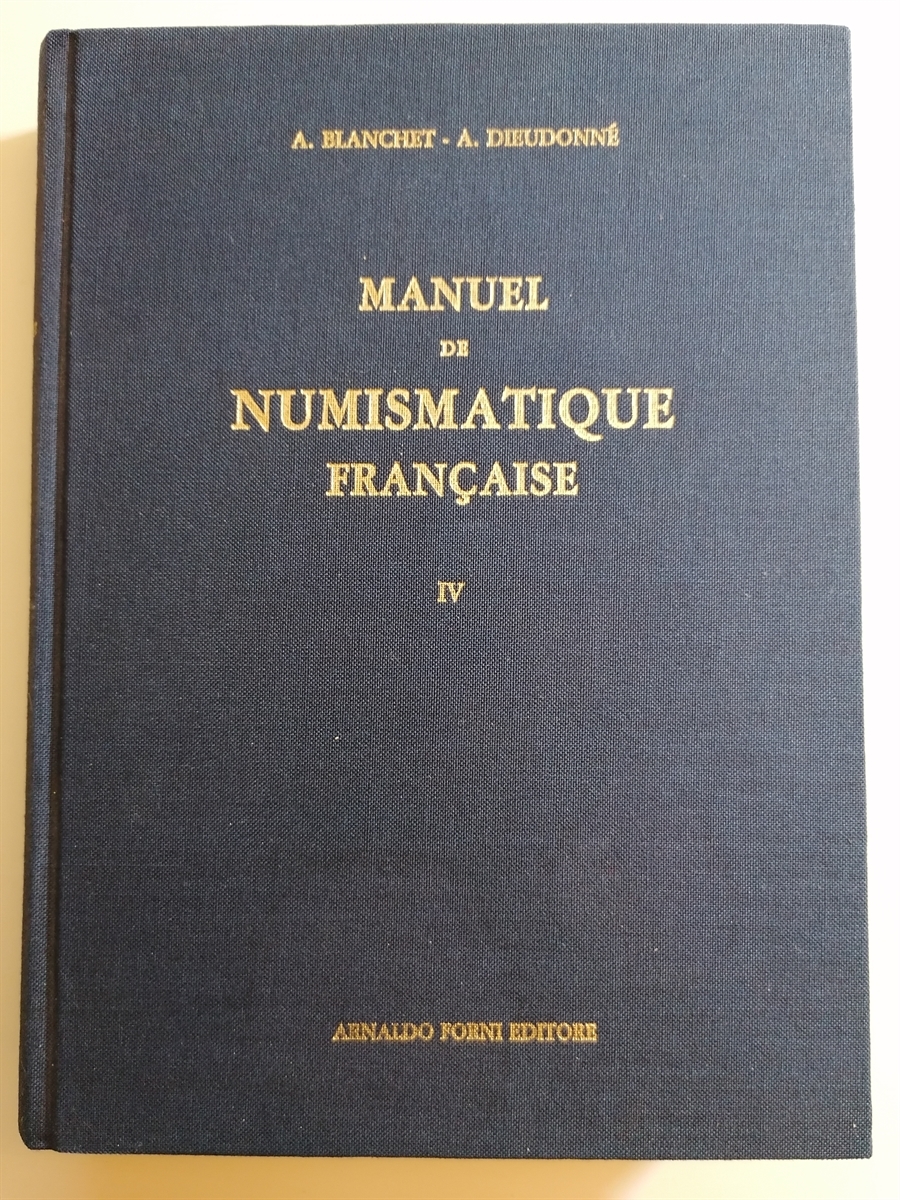 A. BLANCHET - A. DIEUDONNÉ
MANUEL
DE
NUMISMATIQUE
FRANÇAISE
IV
ARNALDO FORNI EDITORE